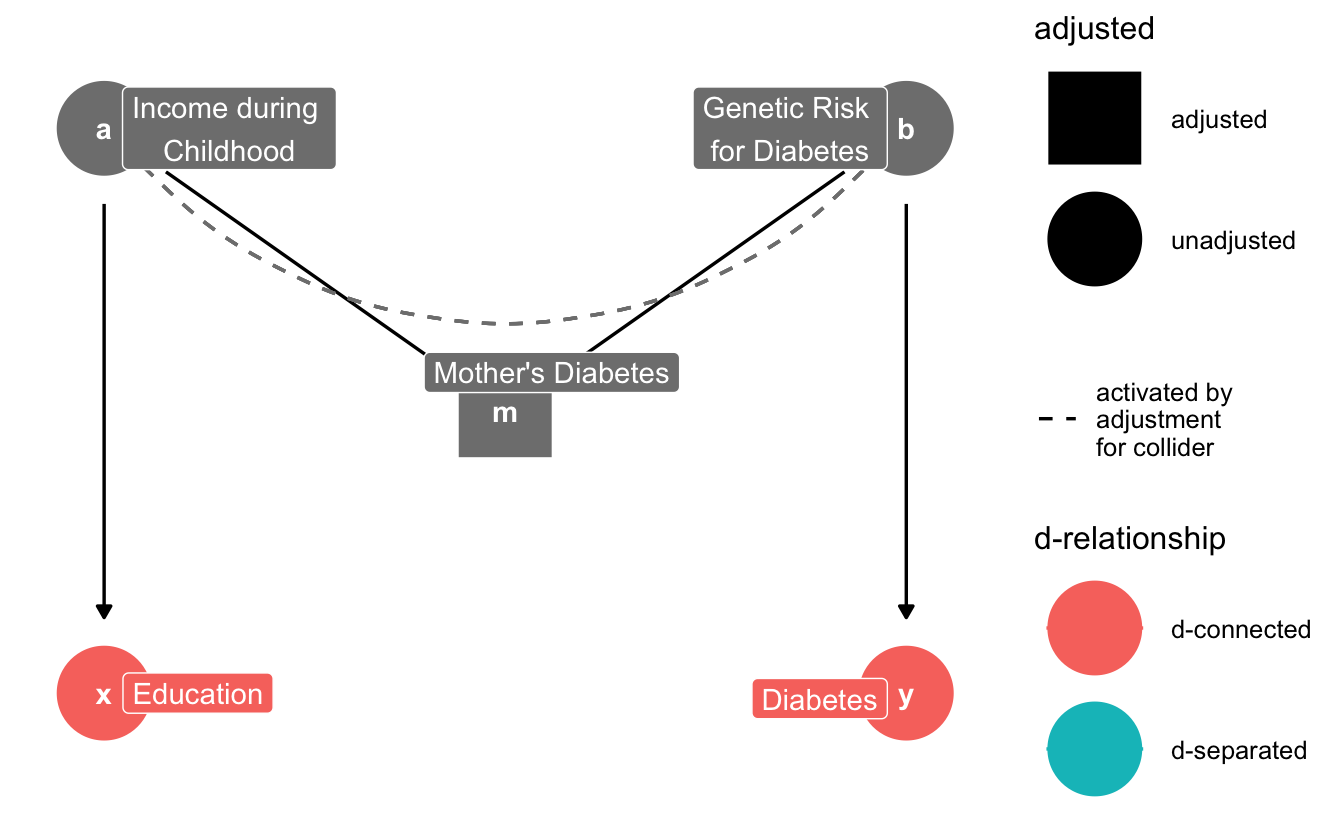 a
Income during
Childhood
Genetic Risk
for Diabetes
b
Mother's Diabetes
m
x
Education
Diabetes
y
adjusted
adjusted
unadjusted
activated by
adjustment
for collider
d-relationship
d-connected
d-separated